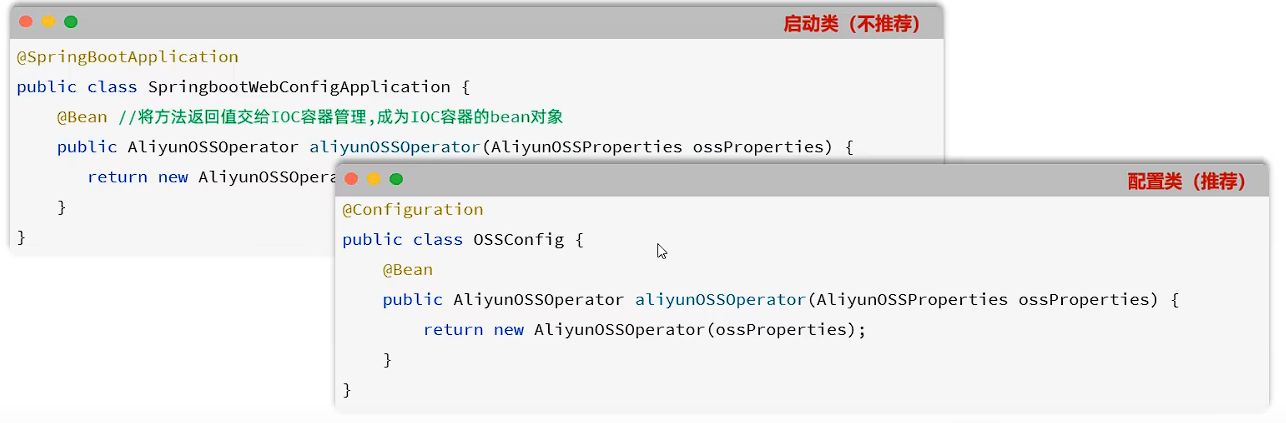 启动类（不推荐）
@SpringBootApplication
public class SpringbootWebConfigApplication {
@Bean //将方法返回值交给IOC容器管理,成为IOC容器的bean对象
public AliyunOSSOperator aliyunOSSOperator(AliyunOSSProperties ossProperties) {
return new AliyunOSSOpera
}
}
配置类（推荐）
@Configuration
public class OSSConfig {
@Bean
public AliyunOSSOperator aliyunOSSOperator(AliyunOSSProperties ossProperties) {
return new AliyunOSSOperator(ossProperties);
}
}